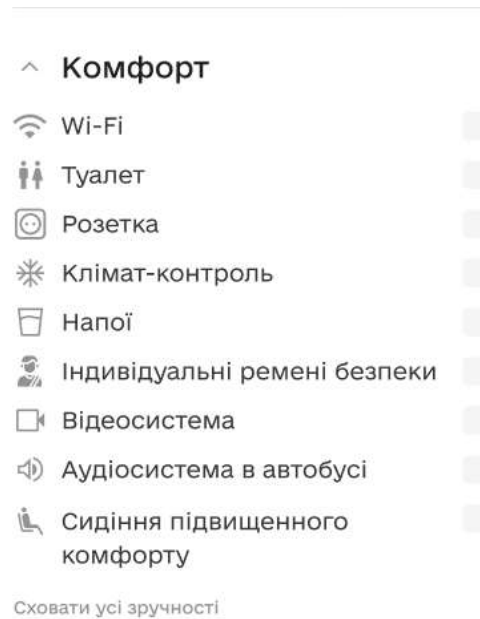 Комфорт
Wi-Fi
Туалет
Розетка
Клімат-контроль
Напої
Індивідуальні ремені безпеки
Відеосистема
Аудіосистема в автобусі
Сидіння підвищенного
комфорту
Сховати усі зручності